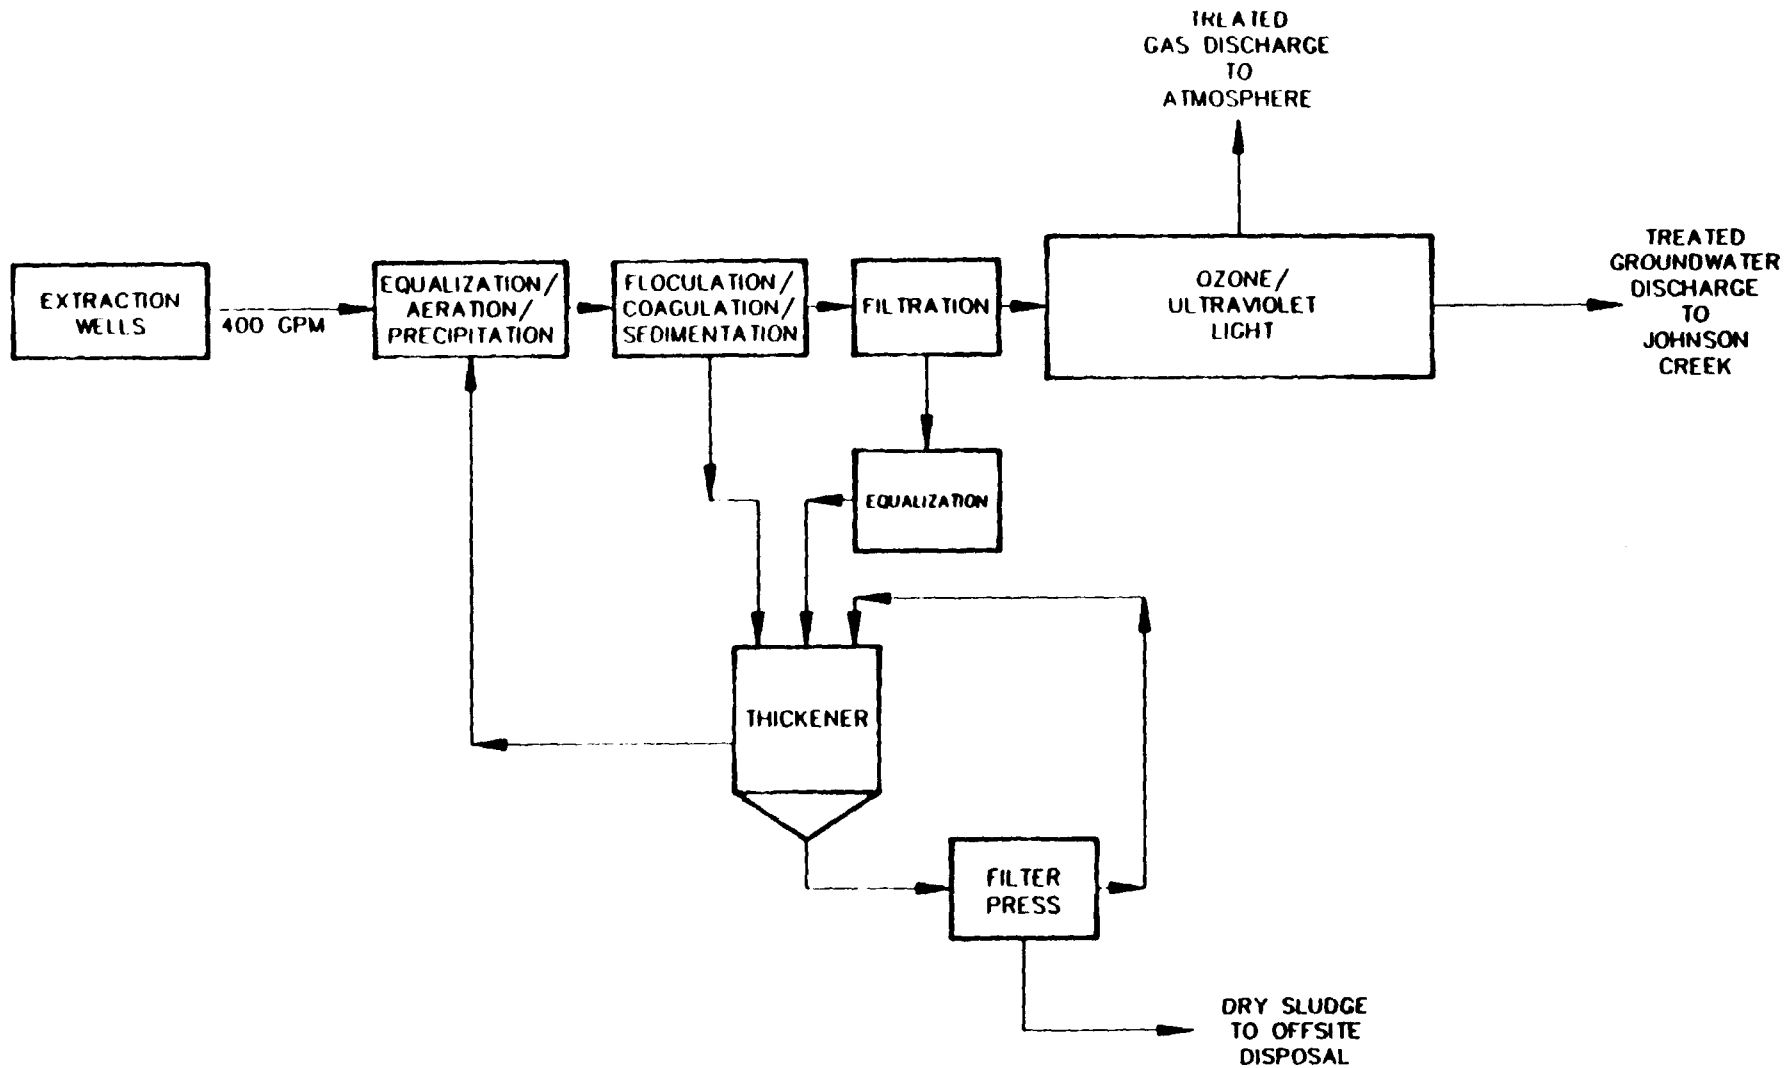 TREATED
GAS DISCHARGE
TO
ATMOSPHERE
EXTRACTION
WELLS
400 GPM
EQUALIZATION/
AERATION/
PRECIPITATION
FLOCULATION/
COAGULATION/
SEDIMENTATION
FILTRATION
OZONE/
ULTRAVIOLET
LIGHT
TREATED
GROUNDWATER
DISCHARGE
TO
JOHNSON
CREEK
EQUALIZATION
THICKENER
FILTER
PRESS
DRY SLUDGE
TO OFFSITE
DISPOSAL